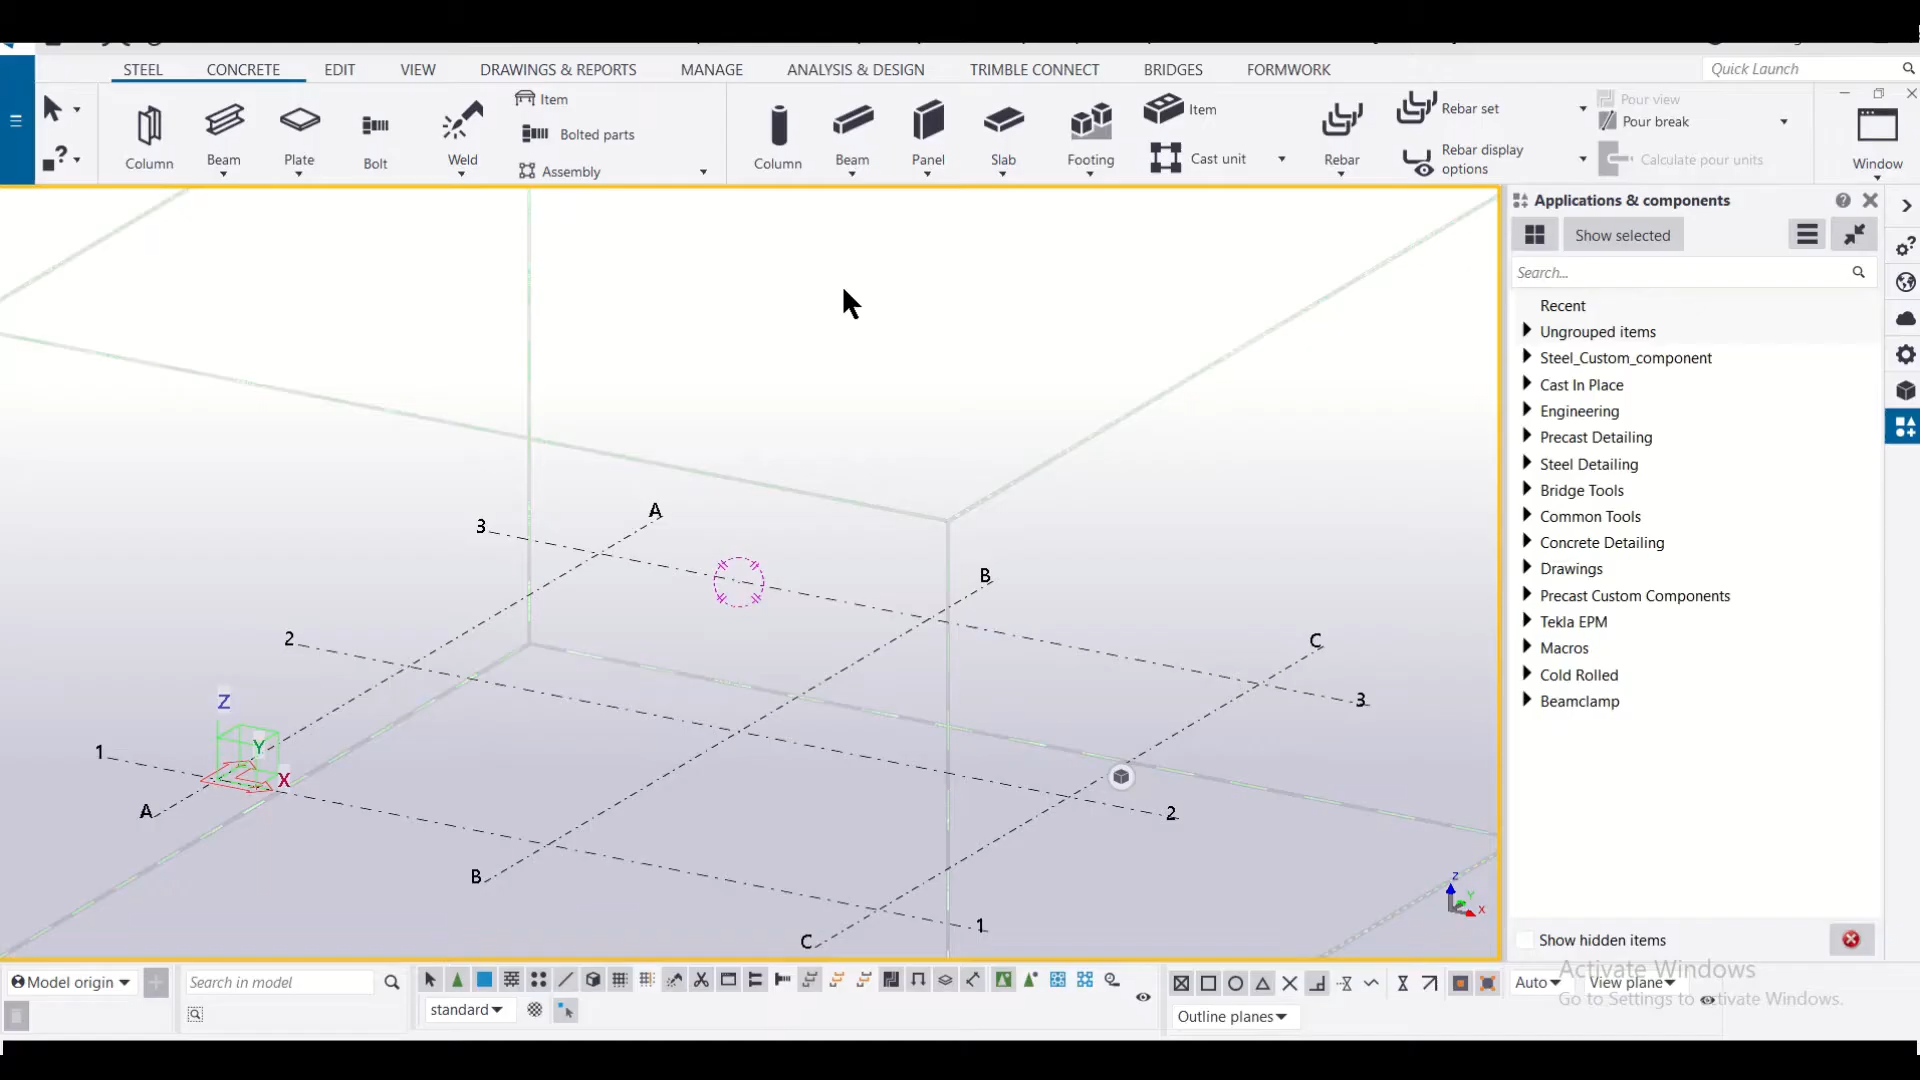 STEEL CONCRETE EDIT VIEW DRAWINGS & REPORTS MANAGE ANALYSIS & DESIGN TRIMBLE CONNECT BRIDGES FORMWORK Quick Launch
Column Beam Plate Bolt Weld
Item
Bolted parts
Assembly
Column Beam Panel Slab Footing
Item
Cast unit
Rebar
Rebar set
Rebar display
options
Pour view
Pour break
Calculate pour units
Window
Applications & components
Show selected
Search...
Recent
Ungrouped items
Steel_Custom_component
Cast In Place
Engineering
Precast Detailing
Steel Detailing
Bridge Tools
Common Tools
Concrete Detailing
Drawings
Precast Custom Components
Tekla EPM
Macros
Cold Rolled
Beamclamp
Show hidden items
A
3
B
2
C
3
Z
Y
1
X
A
2
B
1
C
Z
Y
X
Model origin
Search in model
standard
Auto
View plane
Outline planes
Activate Windows
Go to Settings to activate Windows.